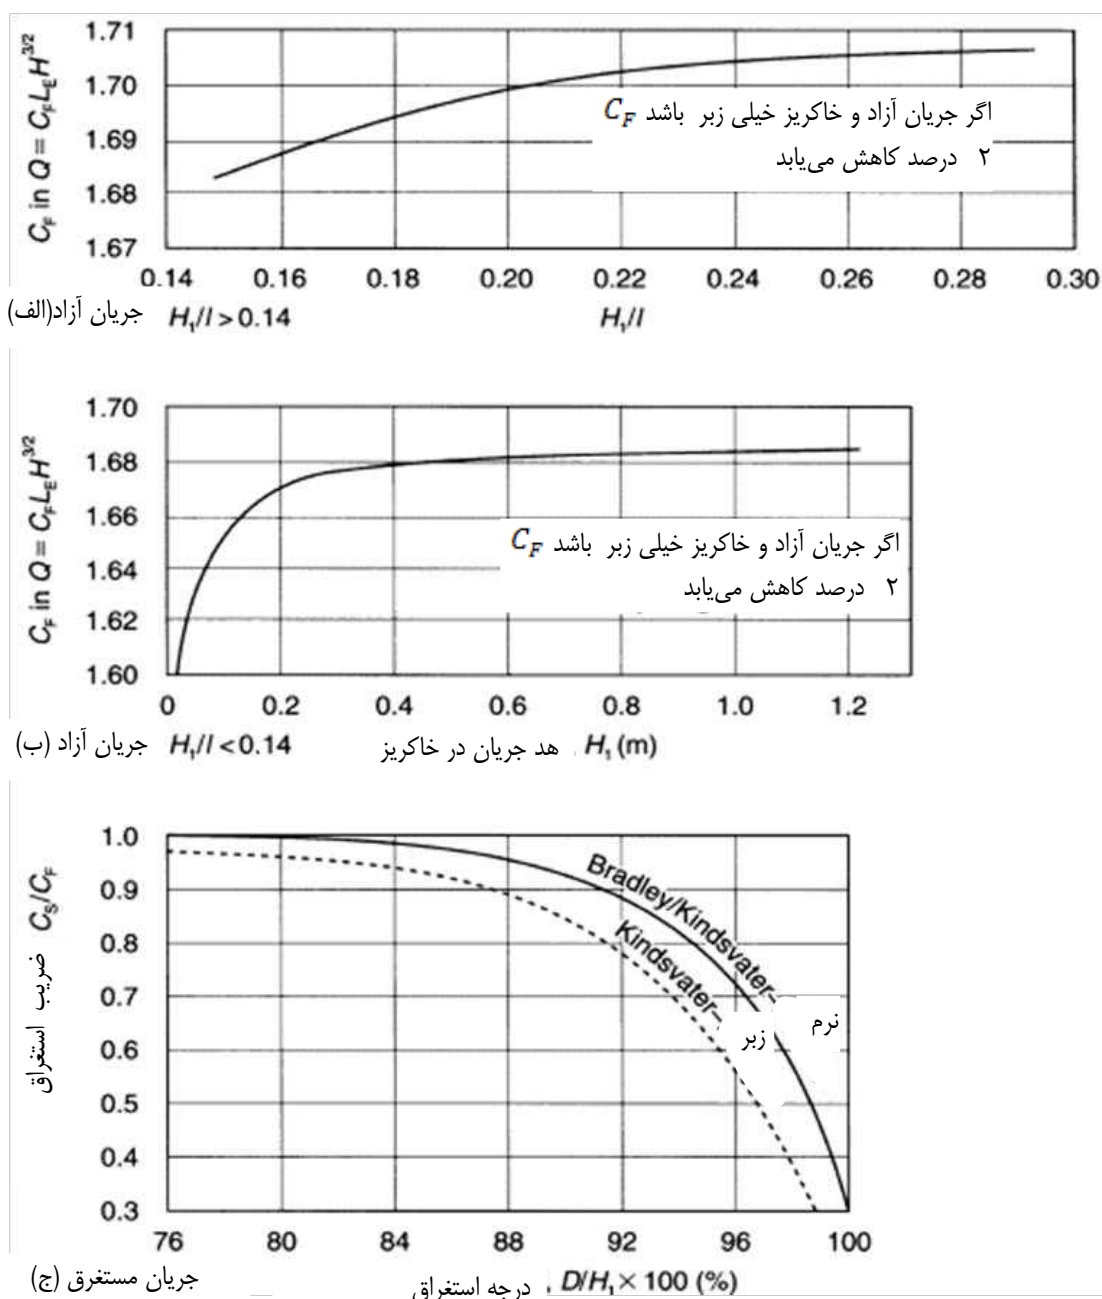 C_F in Q = C_F L_E H^3/2
1.71
1.70
1.69
1.68
1.67
اگر جریان آزاد و خاکریز خیلی زبر باشد C_F
۲ درصد کاهش می‌یابد
0.14 0.16 0.18 0.20 0.22 0.24 0.26 0.28 0.30
جریان آزاد(الف) H₁/l > 0.14 H₁/l
C_F in Q = C_F L_E H^3/2
1.70
1.68
1.66
1.64
1.62
1.60
اگر جریان آزاد و خاکریز خیلی زبر باشد C_F
۲ درصد کاهش می‌یابد
0 0.2 0.4 0.6 0.8 1.0 1.2
جریان آزاد (ب) H₁/l < 0.14 هد جریان در خاکریز H₁ (m)
ضریب استغراق C_S/C_F
1.0
0.9
0.8
0.7
0.6
0.5
0.4
0.3
Bradley/Kindsvater–
نرم
Kindsvater–
زبر
76 80 84 88 92 96 100
جریان مستغرق (ج) درجه استغراق , D/H₁ × 100 (%)